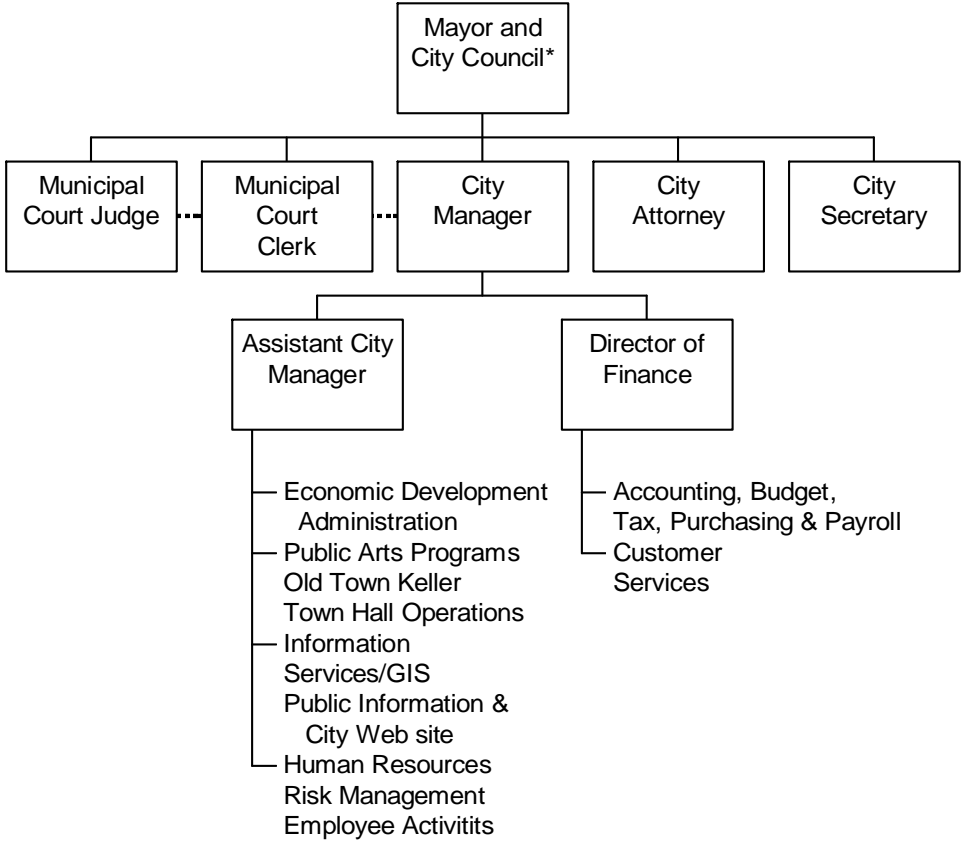 Mayor and
City Council*
Municipal
Court Judge
Municipal
Court
Clerk
City
Manager
City
Attorney
City
Secretary
Assistant City
Manager
Director of
Finance
Economic Development
Administration
Public Arts Programs
Old Town Keller
Town Hall Operations
Information
Services/GIS
Public Information &
City Web site
Human Resources
Risk Management
Employee Activitits
Accounting, Budget,
Tax, Purchasing & Payroll
Customer
Services